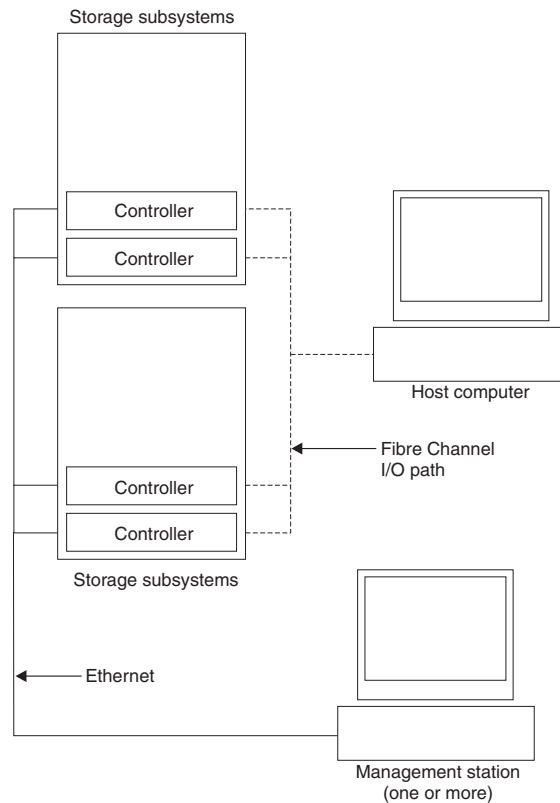 Storage subsystems
Controller
Controller
Host computer
Fibre Channel
I/O path
Controller
Controller
Storage subsystems
Ethernet
Management station
(one or more)